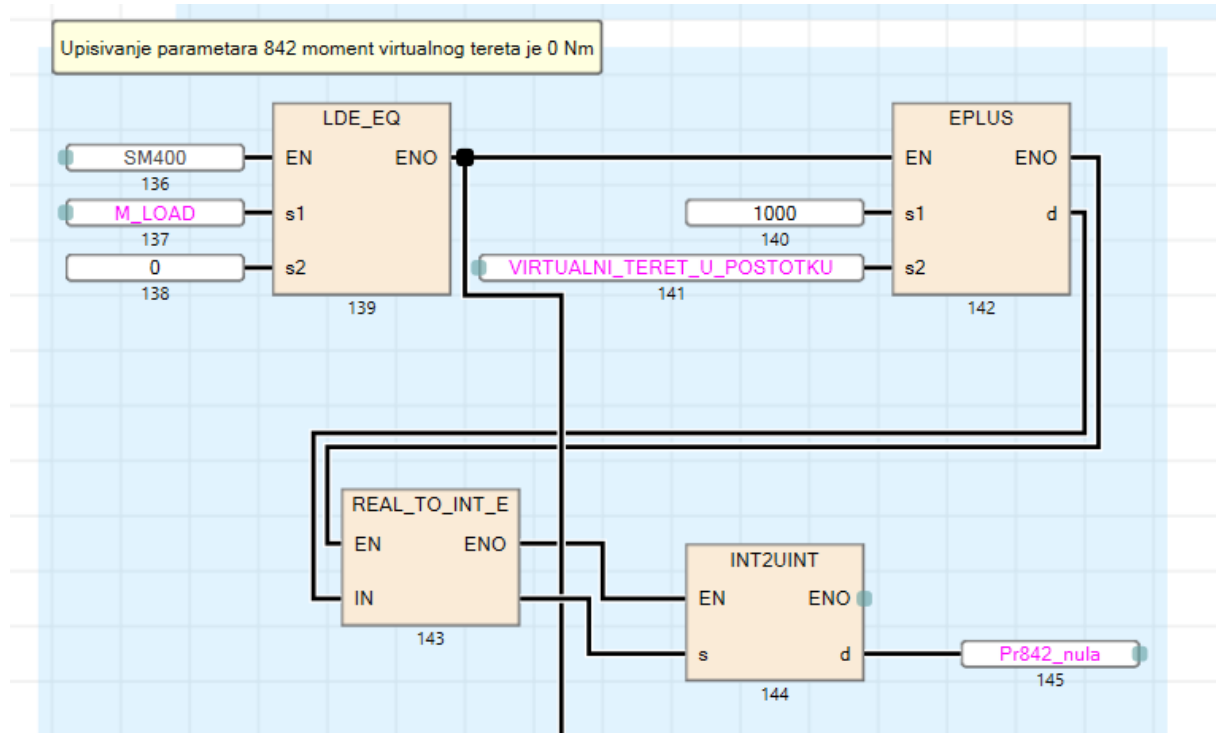 Upisivanje parametara 842 moment virtualnog tereta je 0 Nm
LDE_EQ
EN ENO
s1
s2
139
SM400
136
M_LOAD
137
0
138
EPLUS
EN ENO
s1 d
s2
142
1000
140
VIRTUALNI_TERET_U_POSTOTKU
141
REAL_TO_INT_E
EN ENO
IN
143
INT2UINT
EN ENO
s d
144
Pr842_nula
145